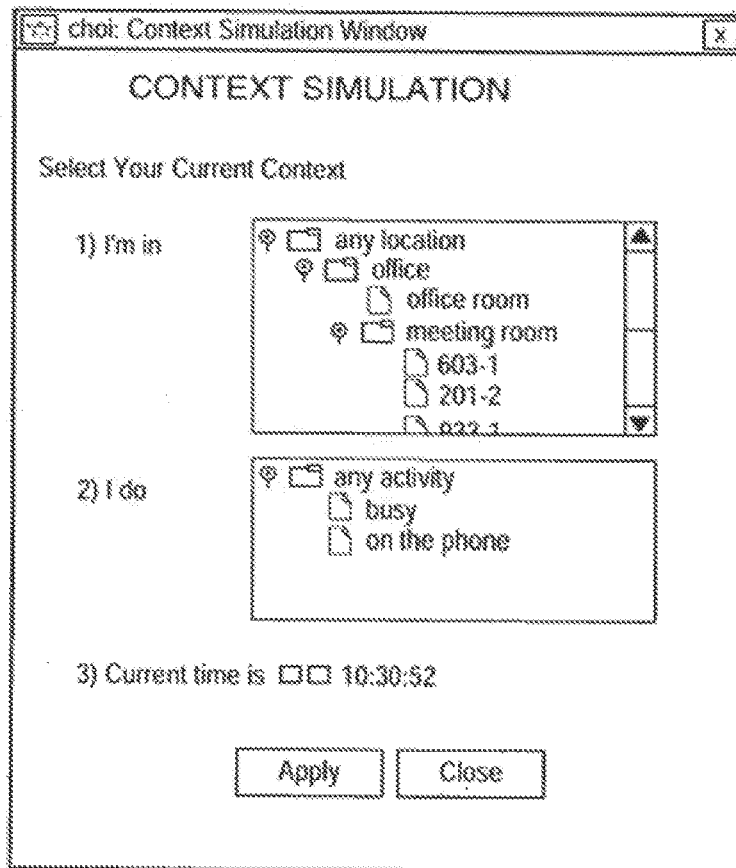 choi: Context Simulation Window
x
CONTEXT SIMULATION
Select Your Current Context
1) I'm in
any location
office
office room
meeting room
603-1
201-2
2) I do
any activity
busy
on the phone
3) Current time is □□ 10:30:52
Apply Close